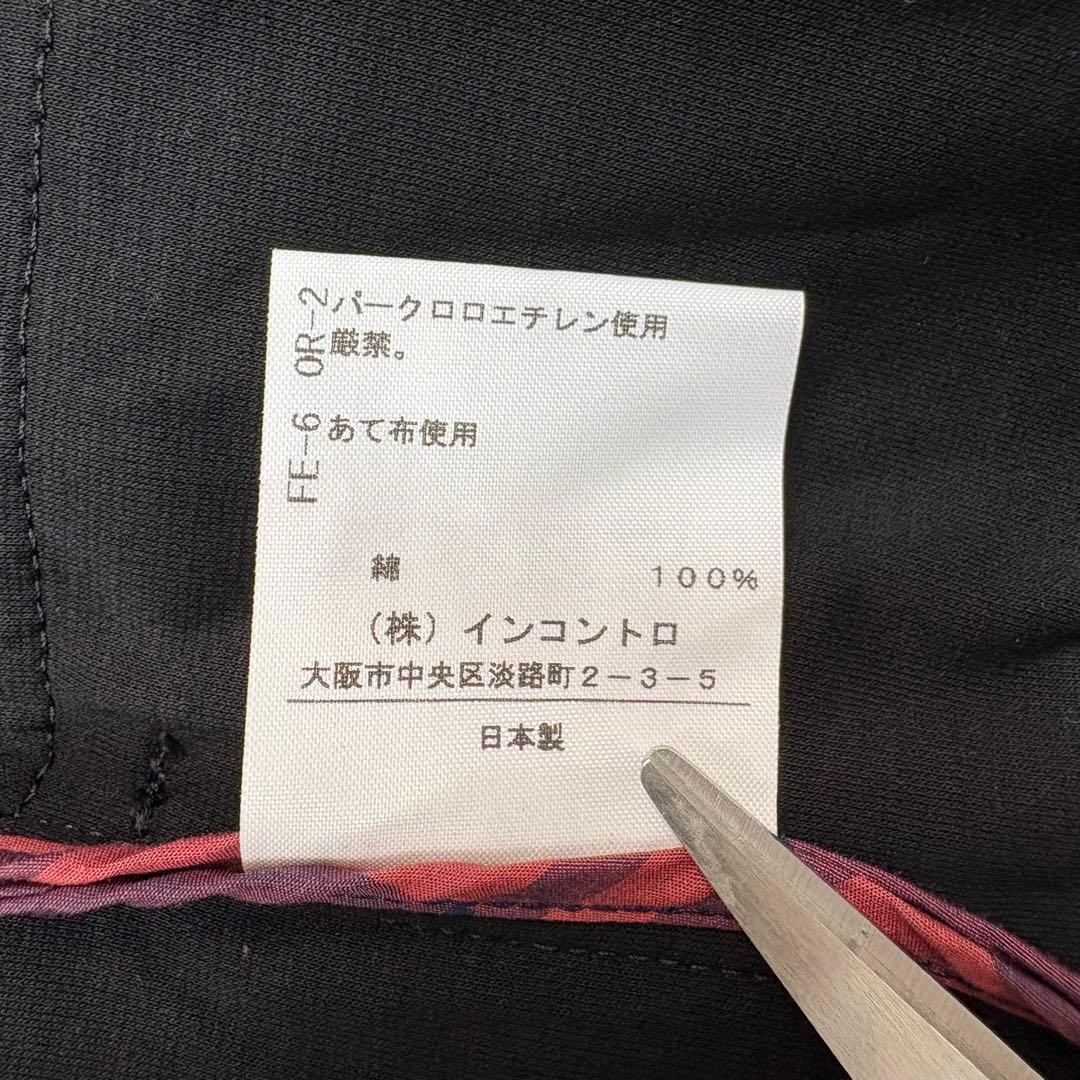 パークロロエチレン使用
厳禁。
あて布使用
FE-6 OR-2
綿 100%
(株) インコントロ
大阪市中央区淡路町2-3-5
日本製